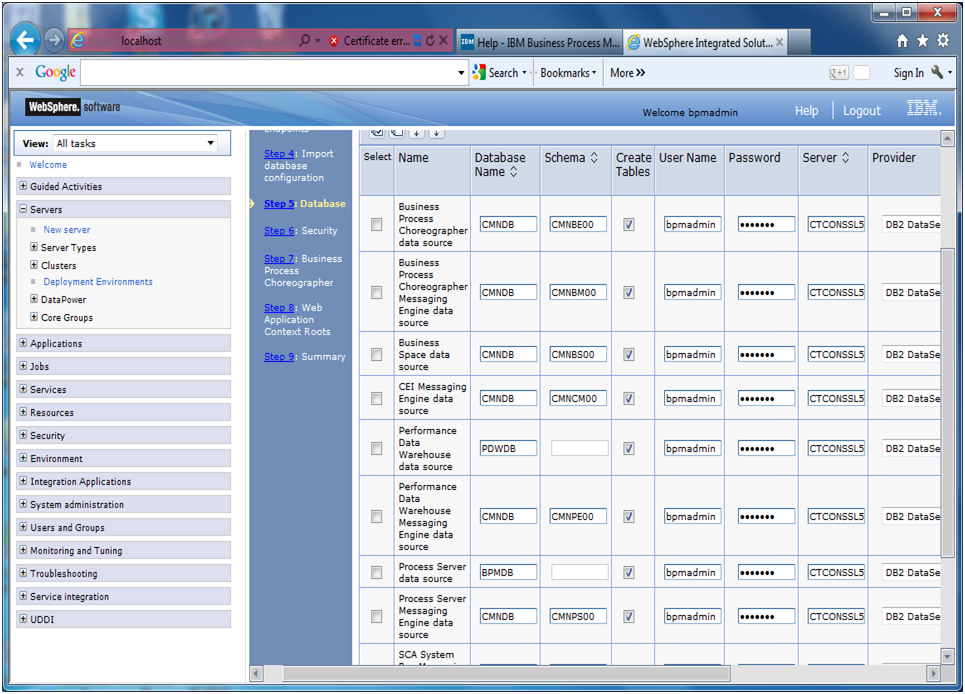 localhost
Certificate err...
Help - IBM Business Process M...
WebSphere Integrated Solut...
x Google
Search
Bookmarks
More »
+1
Sign In
WebSphere. software
Welcome bpmadmin
Help
Logout
IBM.
View: All tasks
Welcome
Guided Activities
Servers
New server
Server Types
Clusters
Deployment Environments
DataPower
Core Groups
Applications
Jobs
Services
Resources
Security
Environment
Integration Applications
System administration
Users and Groups
Monitoring and Tuning
Troubleshooting
Service integration
UDDI
Endpoints
Step 4: Import
database
configuration
Step 5: Database
Step 6: Security
Step 7: Business
Process
Choreographer
Step 8: Web
Application
Context Roots
Step 9: Summary
Select Name Database Name Schema Create Tables User Name Password Server Provider
Business
Process
Choreographer
data source
CMNDB CMNBE00 bpmadmin ••••••• CTCONSSL5 DB2 DataSe
Business
Process
Choreographer
Messaging
Engine data
source
CMNDB CMNBM00 bpmadmin ••••••• CTCONSSL5 DB2 DataSe
Business
Space data
source
CMNDB CMNBS00 bpmadmin ••••••• CTCONSSL5 DB2 DataSe
CEI Messaging
Engine data
source
CMNDB CMNCM00 bpmadmin ••••••• CTCONSSL5 DB2 DataSe
Performance
Data
Warehouse
data source
PDWDB bpmadmin ••••••• CTCONSSL5 DB2 DataSe
Performance
Data
Warehouse
Messaging
Engine data
source
CMNDB CMNPE00 bpmadmin ••••••• CTCONSSL5 DB2 DataSe
Process Server
data source
BPMDB bpmadmin ••••••• CTCONSSL5 DB2 DataSe
Process Server
Messaging
Engine data
source
CMNDB CMNPS00 bpmadmin ••••••• CTCONSSL5 DB2 DataSe
SCA System